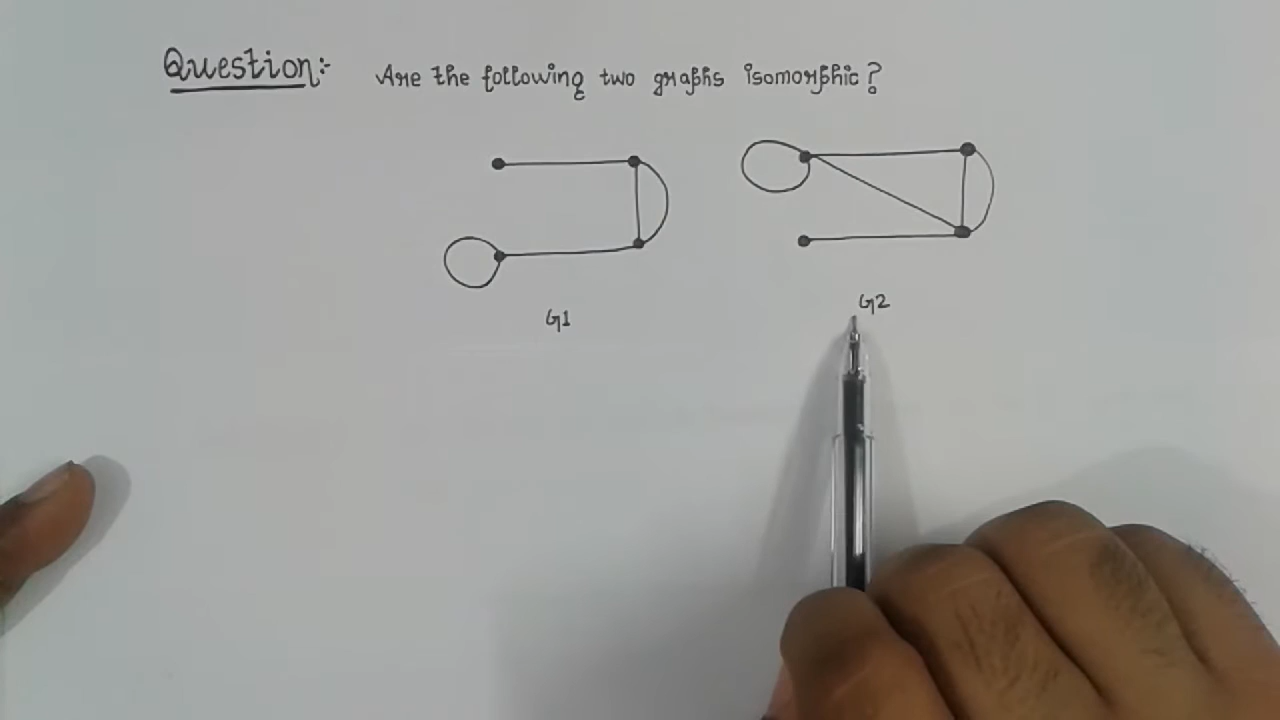 Question:- Are the following two graphs isomorphic?
G1
G2